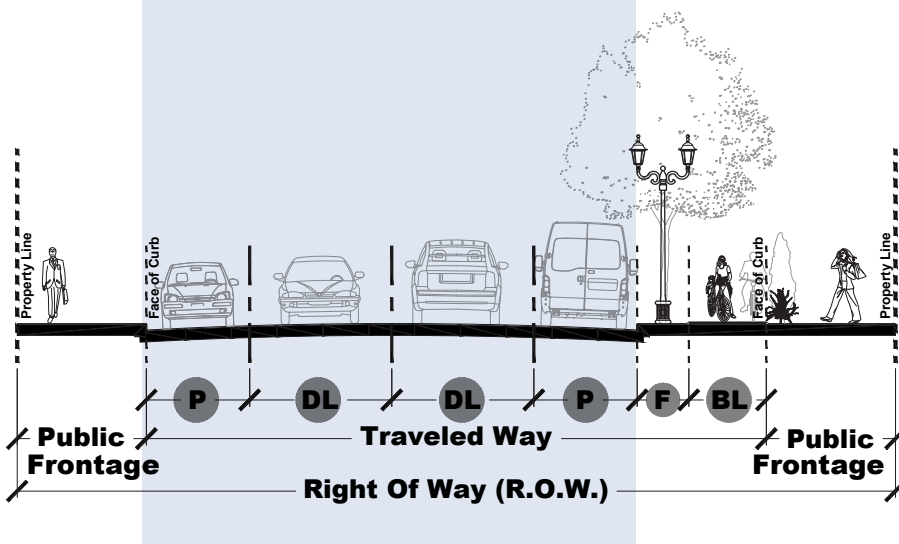 Property Line
Face of Curb
Face of Curb
Property Line
P DL DL P F BL
Public
Frontage
Traveled Way
Public
Frontage
Right Of Way (R.O.W.)